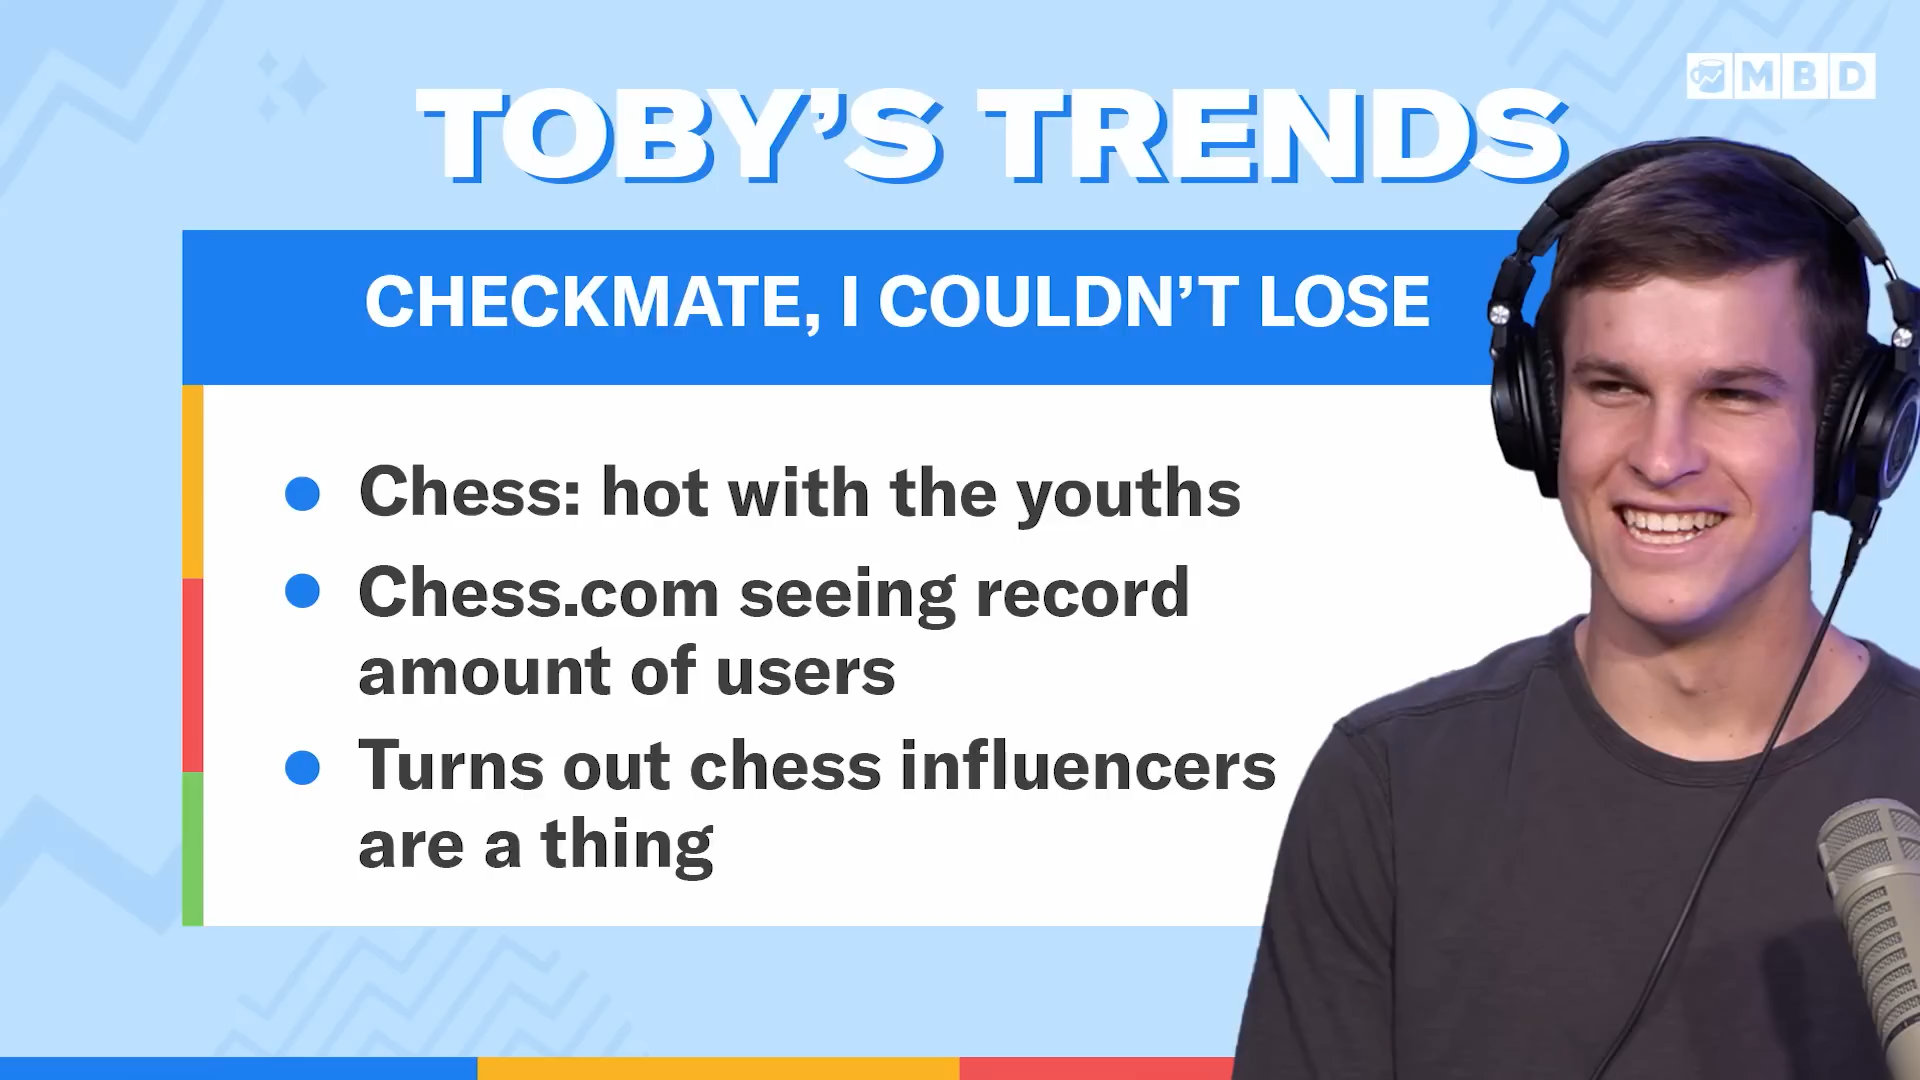 MBD
TOBY’S TRENDS
CHECKMATE, I COULDN’T LOSE
Chess: hot with the youths
Chess.com seeing record
amount of users
Turns out chess influencers
are a thing